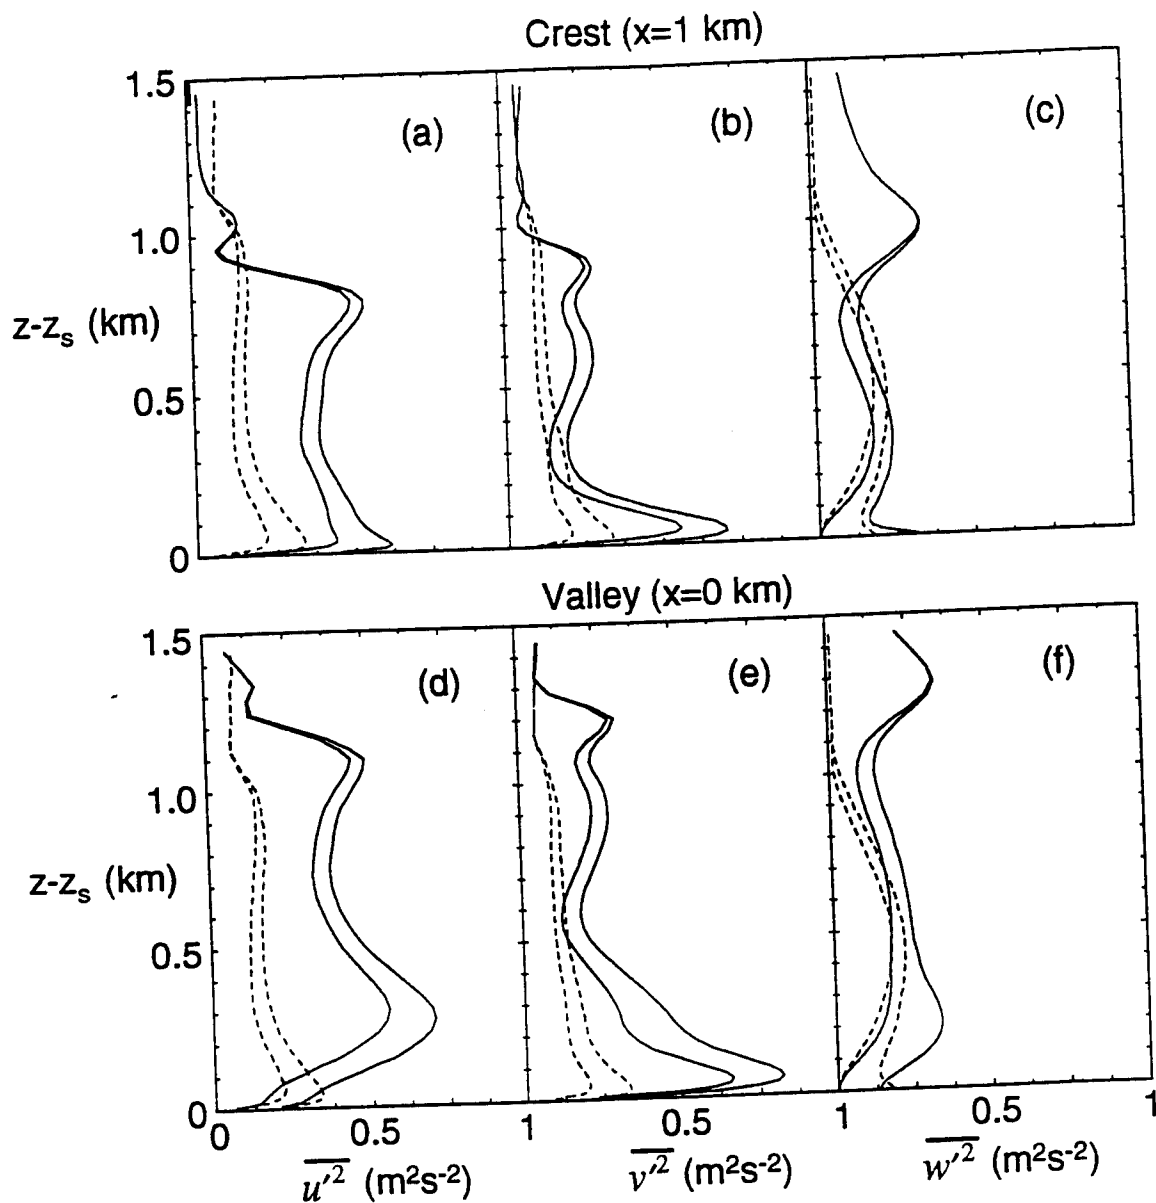 Crest (x=1 km)
1.5
(a)
(b)
(c)
1.0
z-zs (km)
0.5
0
Valley (x=0 km)
1.5
(d)
(e)
(f)
1.0
z-zs (km)
0.5
0
0 0.5 1 0.5 1 0.5 1
u'2 (m2s-2) v'2 (m2s-2) w'2 (m2s-2)